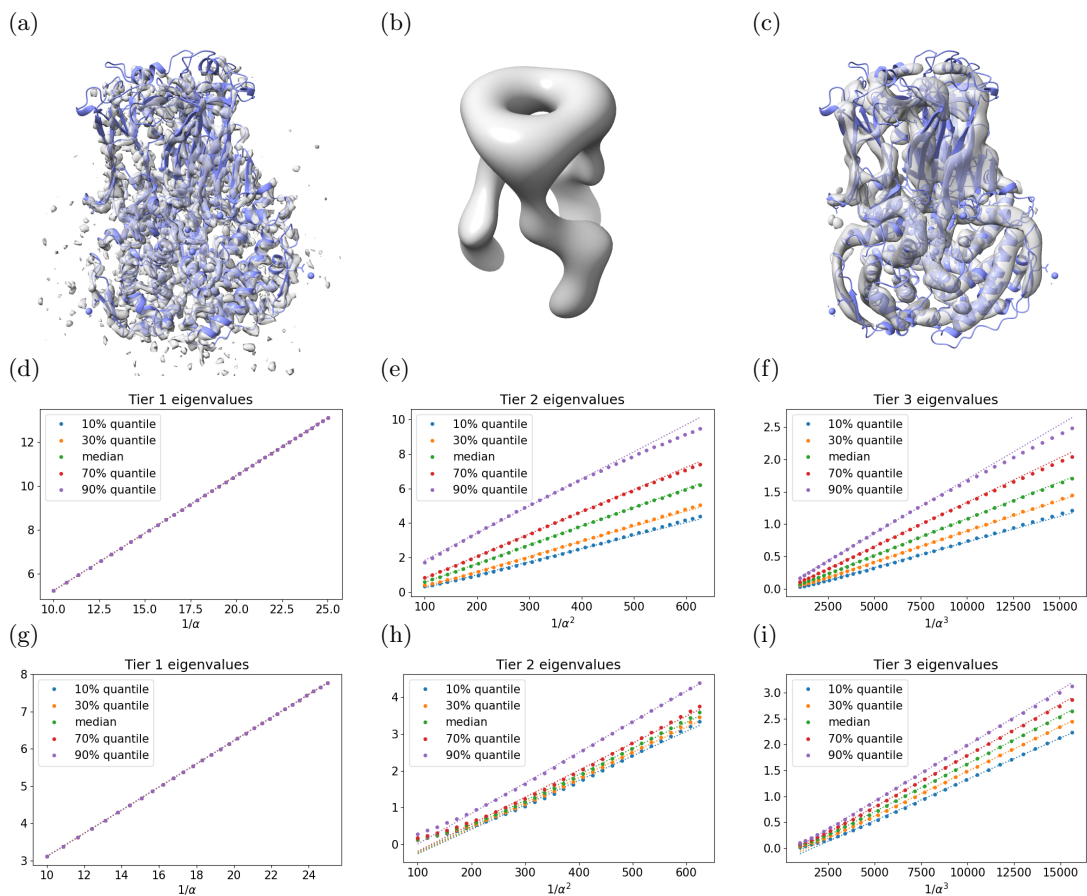 (a) (b) (c)
(d) (e) (f)
Tier 1 eigenvalues
10% quantile
30% quantile
median
70% quantile
90% quantile
12
10
8
6
10.0 12.5 15.0 17.5 20.0 22.5 25.0
1/α
Tier 2 eigenvalues
10% quantile
30% quantile
median
70% quantile
90% quantile
10
8
6
4
2
0
100 200 300 400 500 600
1/α²
Tier 3 eigenvalues
10% quantile
30% quantile
median
70% quantile
90% quantile
2.5
2.0
1.5
1.0
0.5
0.0
2500 5000 7500 10000 12500 15000
1/α³
(g) (h) (i)
Tier 1 eigenvalues
10% quantile
30% quantile
median
70% quantile
90% quantile
8
7
6
5
4
3
10 12 14 16 18 20 22 24
1/α
Tier 2 eigenvalues
10% quantile
30% quantile
median
70% quantile
90% quantile
4
3
2
1
0
100 200 300 400 500 600
1/α²
Tier 3 eigenvalues
10% quantile
30% quantile
median
70% quantile
90% quantile
3.0
2.5
2.0
1.5
1.0
0.5
0.0
2500 5000 7500 10000 12500 15000
1/α³